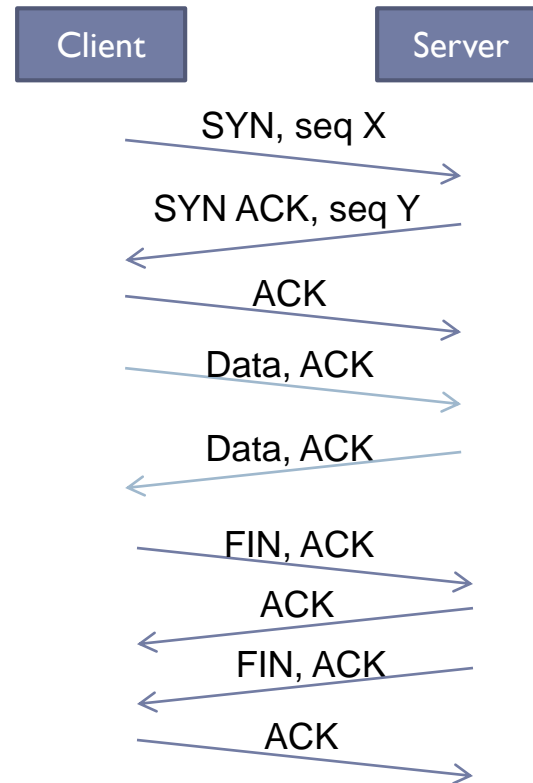 Client
Server
SYN, seq X
SYN ACK, seq Y
ACK
Data, ACK
Data, ACK
FIN, ACK
ACK
FIN, ACK
ACK